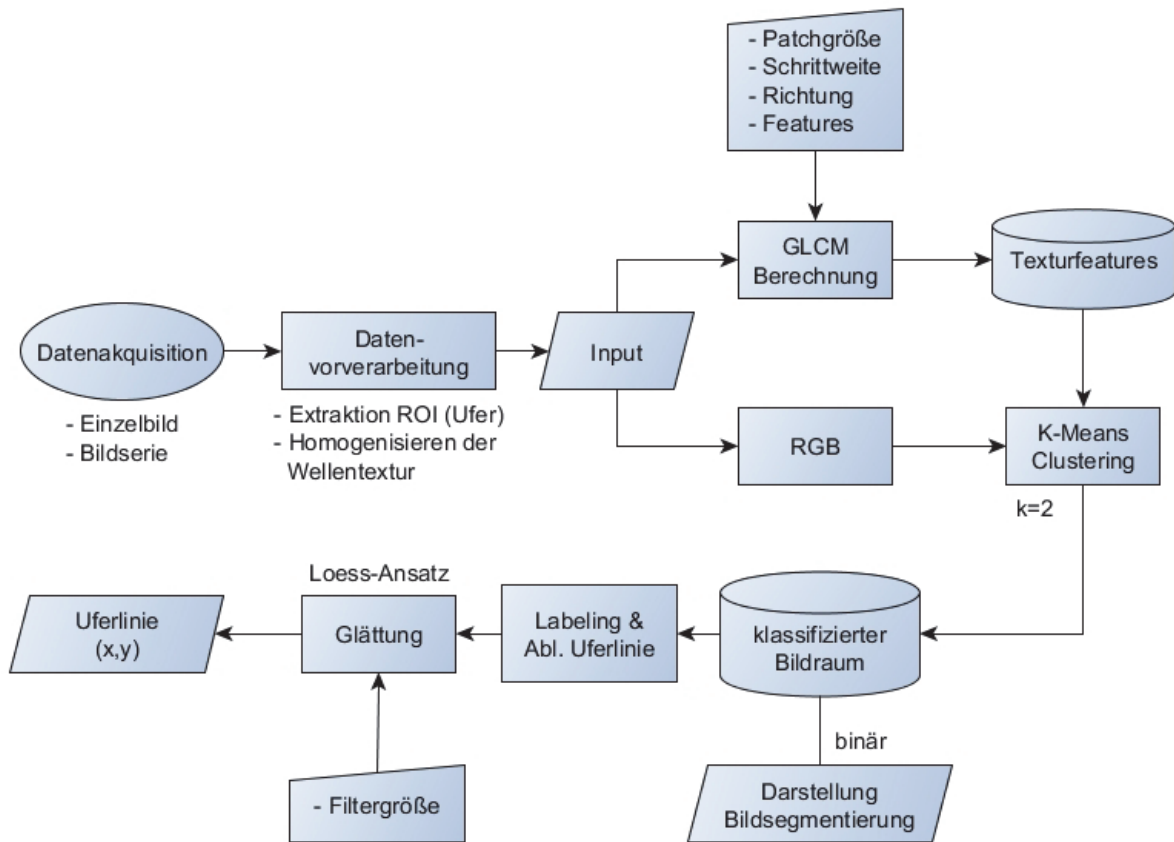 - Patchgröße
- Schrittweite
- Richtung
- Features
GLCM
Berechnung
Texturfeatures
Datenakquisition
- Einzelbild
- Bildserie
Daten-
vorverarbeitung
- Extraktion ROI (Ufer)
- Homogenisieren der
Wellentextur
Input
RGB
K-Means
Clustering
k=2
Loess-Ansatz
Uferlinie
(x,y)
Glättung
Labeling &
Abl. Uferlinie
klassifizierter
Bildraum
binär
- Filtergröße
Darstellung
Bildsegmentierung